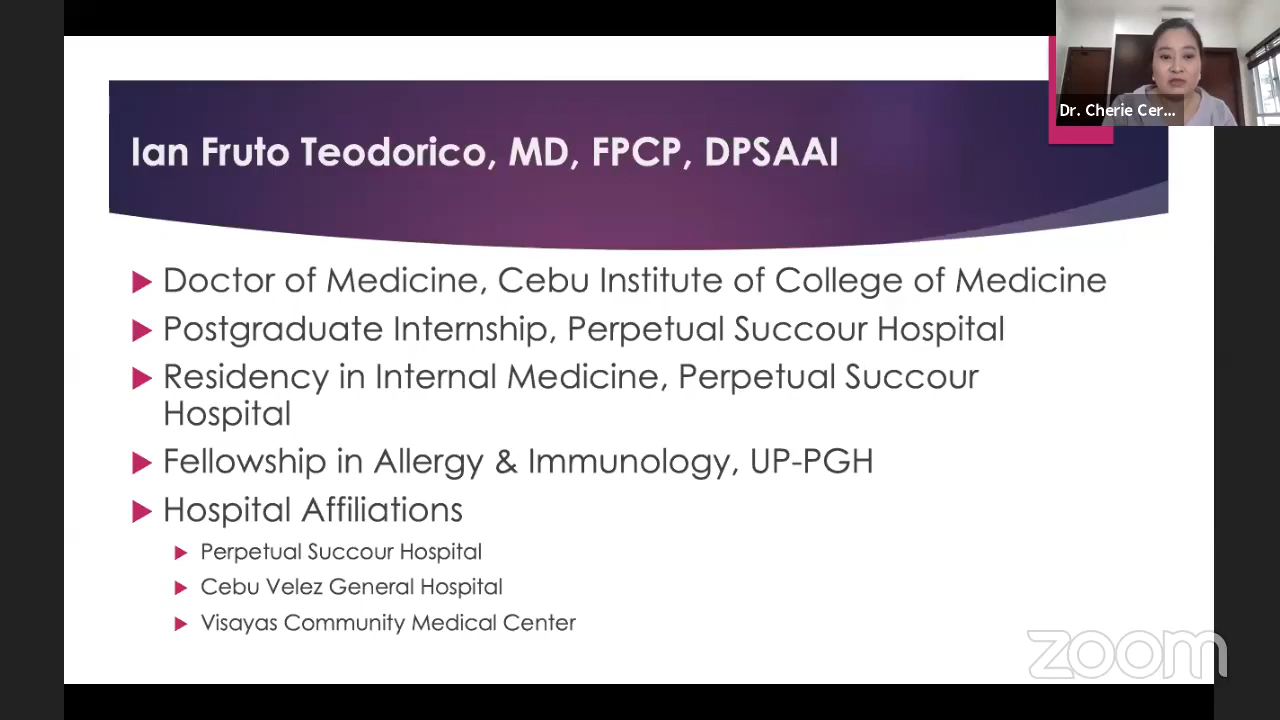 Dr. Cherie Cer...
Ian Fruto Teodorico, MD, FPCP, DPSAAI
Doctor of Medicine, Cebu Institute of College of Medicine
Postgraduate Internship, Perpetual Succour Hospital
Residency in Internal Medicine, Perpetual Succour
Hospital
Fellowship in Allergy & Immunology, UP-PGH
Hospital Affiliations
Perpetual Succour Hospital
Cebu Velez General Hospital
Visayas Community Medical Center
zoom